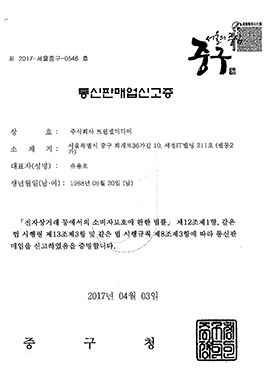 서울의 중심
중구
제 2017-서울중구-0546 호
통신판매업신고증
상 호 : 주식회사 트윈벨미디어
소 재 지 : 서울특별시 중구 퇴계로36가길 10, 세정IT빌딩 211호 (필동2
가)
대표자(성명) : 유용호
생년월일(남·여) : 1968년 06월 20일 (남)
「전자상거래 등에서의 소비자보호에 관한 법률」 제12조제1항, 같은
법 시행령 제13조제3항 및 같은 법 시행규칙 제8조제3항에 따라 통신판
매업을 신고하였음을 증명합니다.
2017년 04월 03일
중 구 청